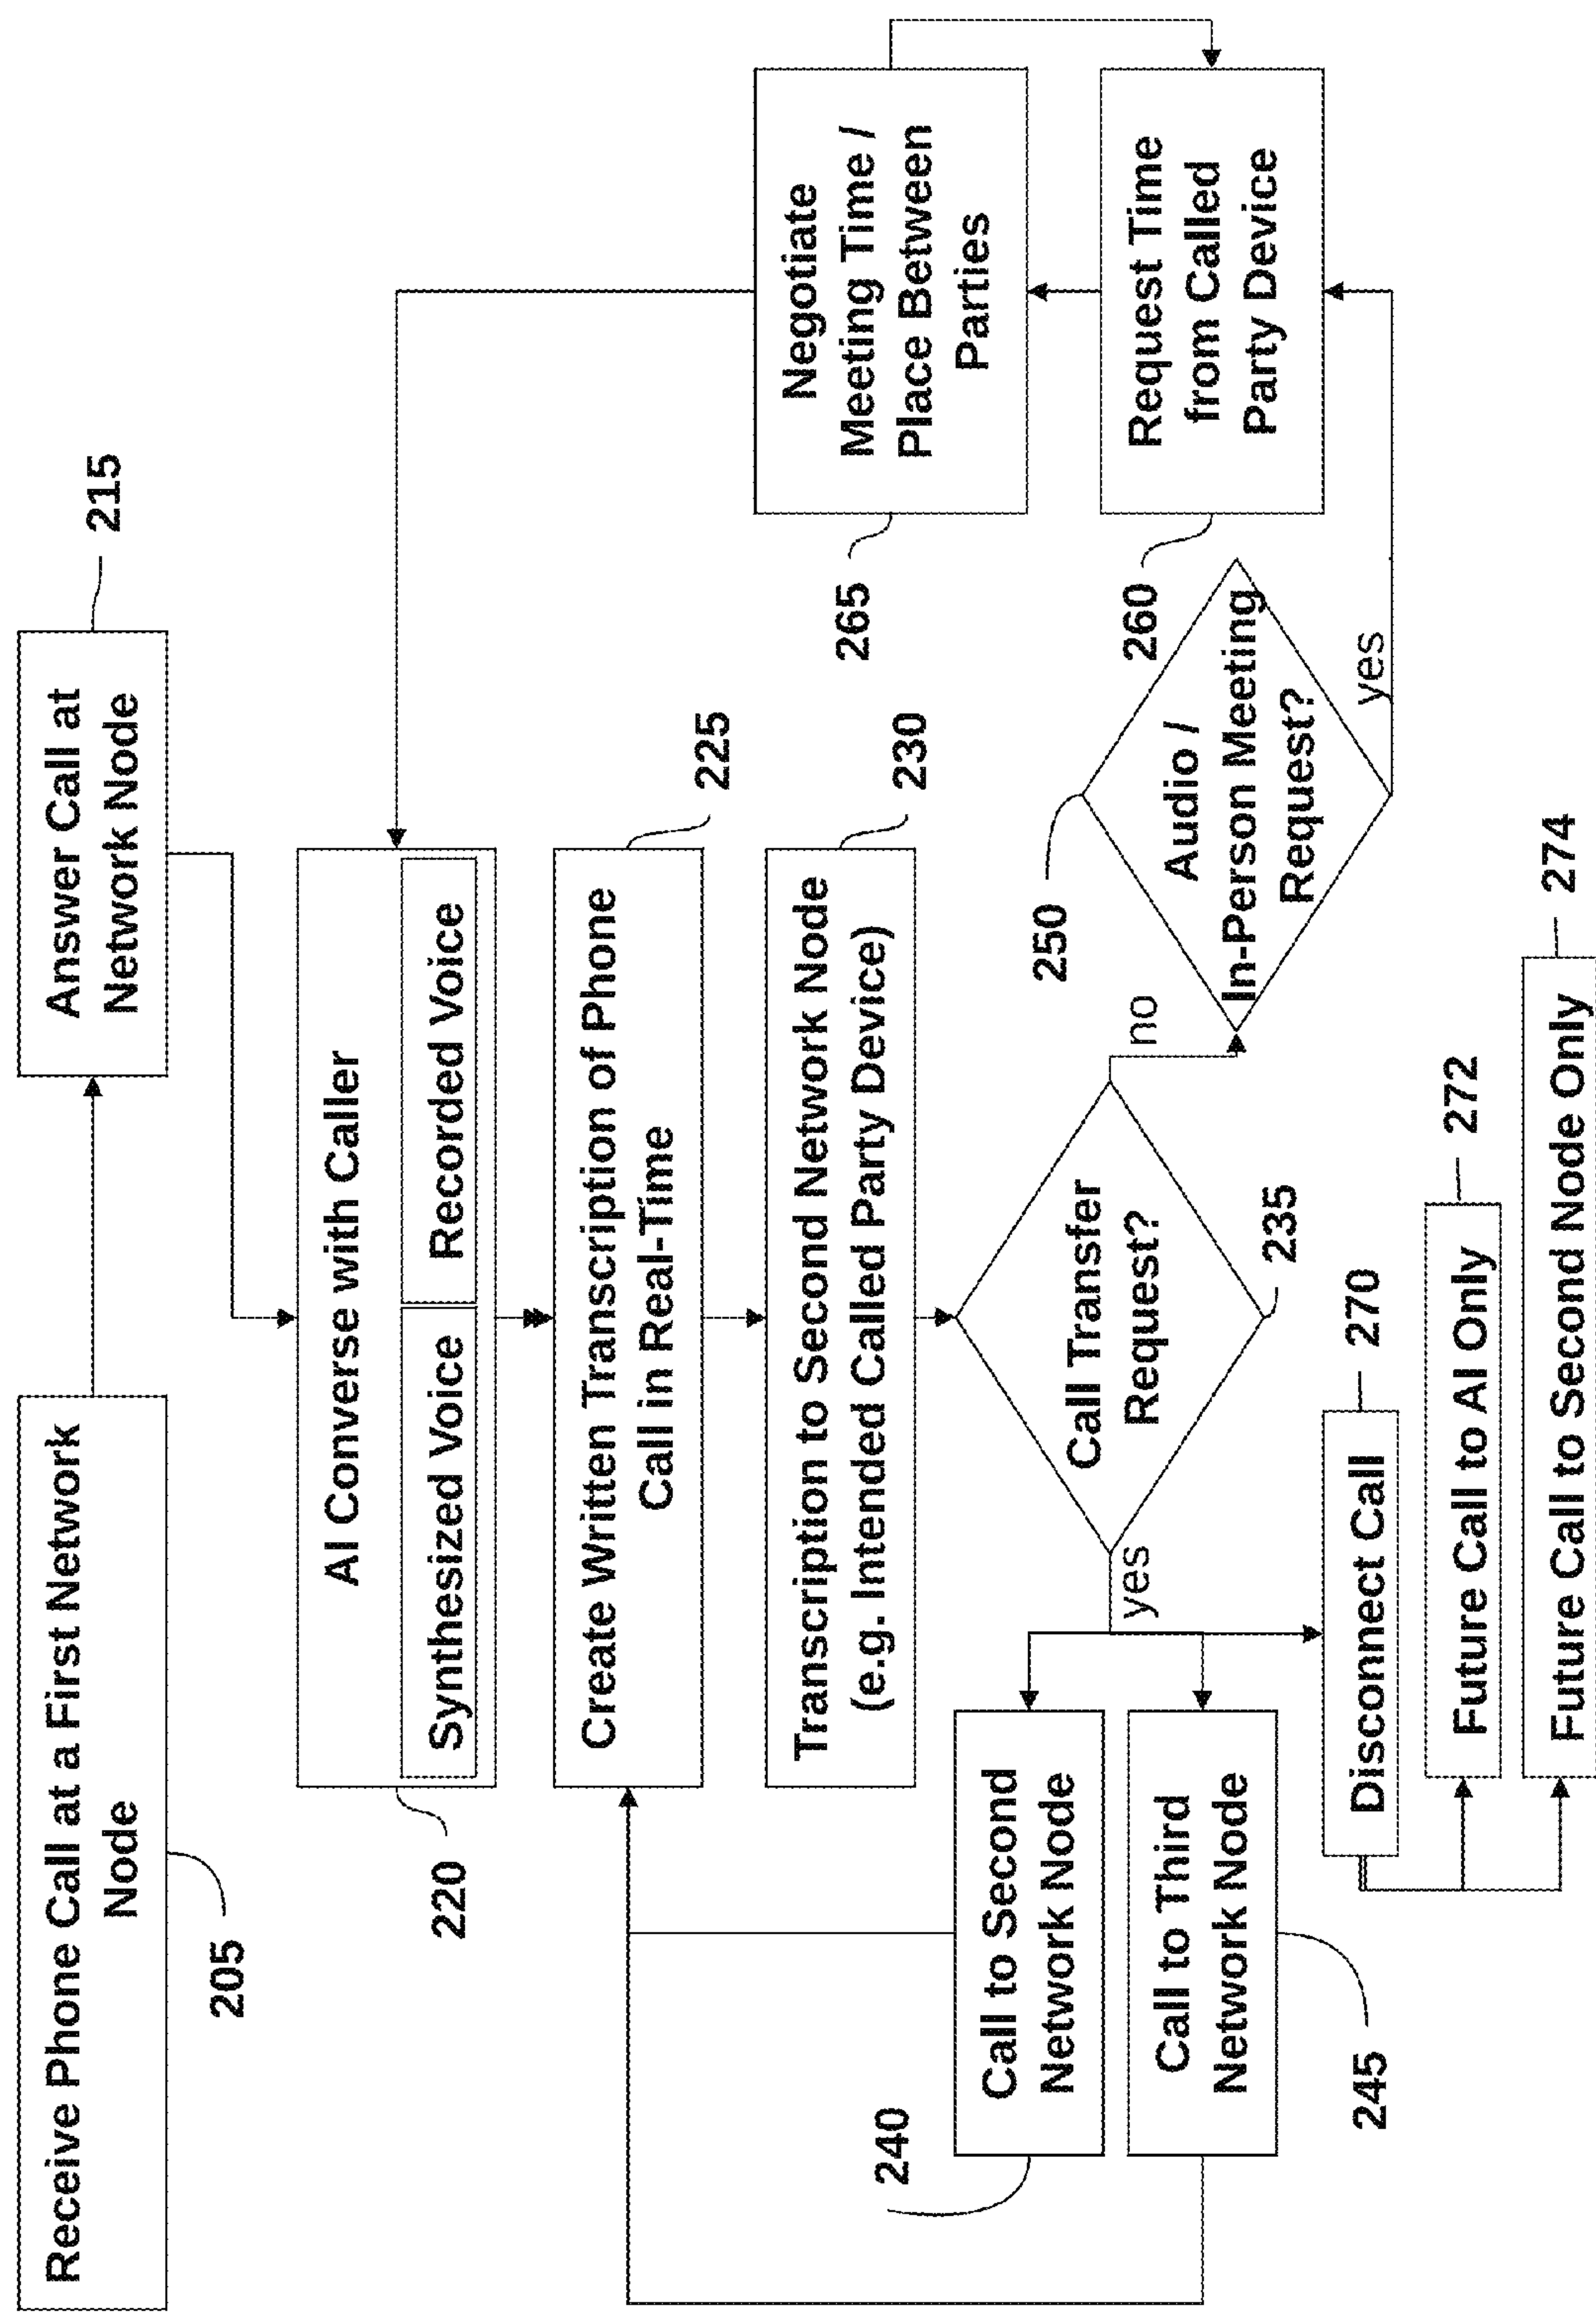 Receive Phone Call at a First Network
Node
205
Answer Call at
Network Node
215
AI Converse with Caller
Synthesized Voice
Recorded Voice
220
Create Written Transcription of Phone
Call in Real-Time
225
Transcription to Second Network Node
(e.g. Intended Called Party Device)
230
Negotiate
Meeting Time /
Place Between
Parties
265
Request Time
from Called
Party Device
260
Call Transfer
Request?
235
yes
no
Audio /
In-Person Meeting
Request?
250
yes
Call to Second
Network Node
240
Call to Third
Network Node
245
Disconnect Call
270
Future Call to AI Only
272
Future Call to Second Node Only
274